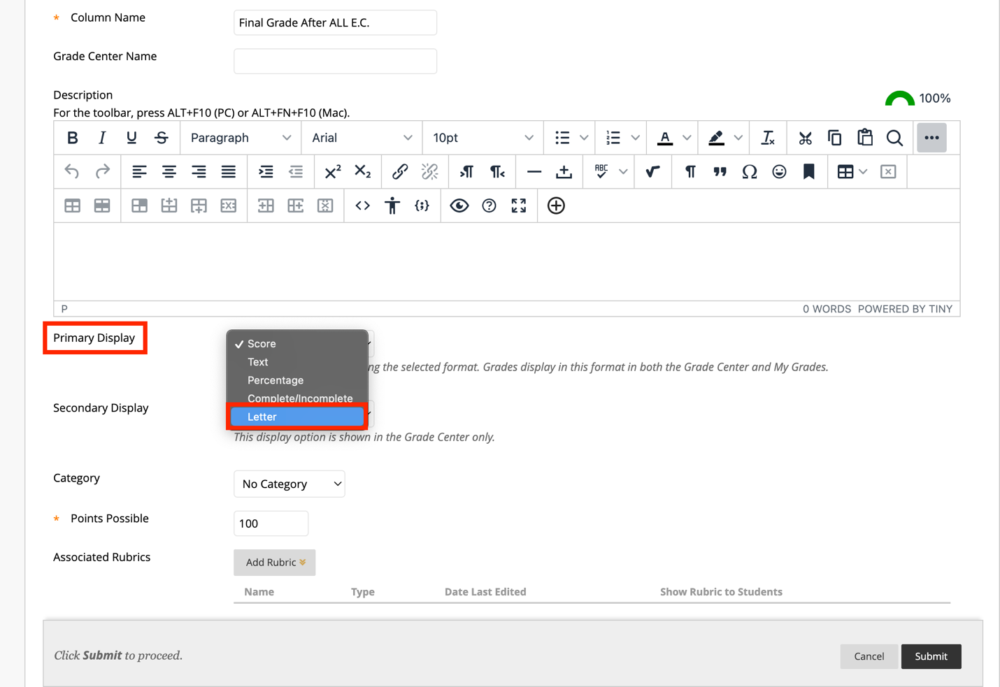 * Column Name
Final Grade After ALL E.C.
Grade Center Name
Description
100%
For the toolbar, press ALT+F10 (PC) or ALT+FN+F10 (Mac).
B I U S Paragraph Arial 10pt
P
0 WORDS POWERED BY TINY
Primary Display
Score
Text
ng the selected format. Grades display in this format in both the Grade Center and My Grades.
Percentage
Complete/Incomplete
Secondary Display
Letter
This display option is shown in the Grade Center only.
Category
No Category
* Points Possible
100
Associated Rubrics
Add Rubric
Name Type Date Last Edited Show Rubric to Students
Click Submit to proceed.
Cancel Submit